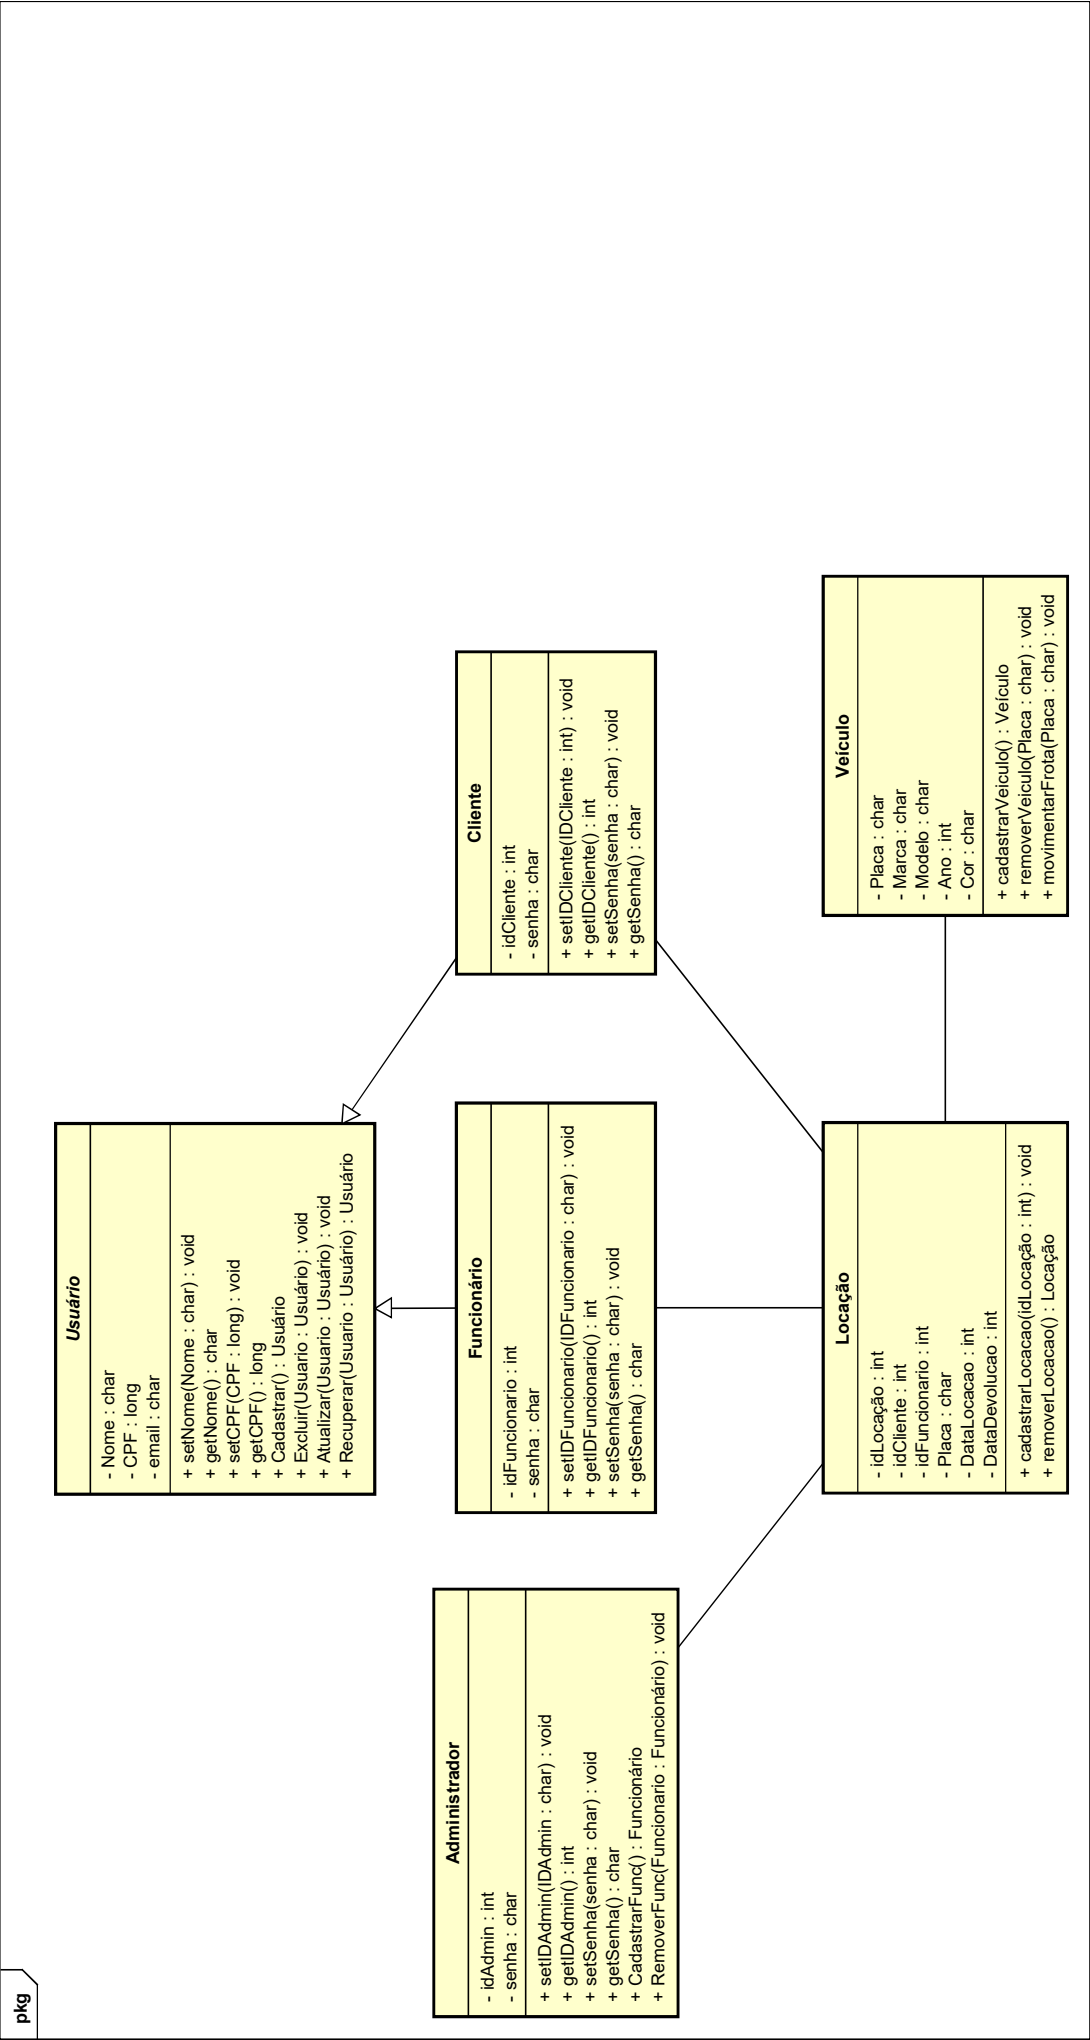 pkg
Usuário
- Nome : char
- CPF : long
- email : char
+ setNome(Nome : char) : void
+ getNome() : char
+ setCPF(CPF : long) : void
+ getCPF() : long
+ Cadastrar() : Usuário
+ Excluir(Usuario : Usuário) : void
+ Atualizar(Usuario : Usuário) : void
+ Recuperar(Usuario : Usuário) : Usuário
Administrador
- idAdmin : int
- senha : char
+ setIDAdmin(IDAdmin : char) : void
+ getIDAdmin() : int
+ setSenha(senha : char) : void
+ getSenha() : char
+ CadastrarFunc() : Funcionário
+ RemoverFunc(Funcionario : Funcionário) : void
Funcionário
- idFuncionario : int
- senha : char
+ setIDFuncionario(IDFuncionario : char) : void
+ getIDFuncionario() : int
+ setSenha(senha : char) : void
+ getSenha() : char
Cliente
- idCliente : int
- senha : char
+ setIDCliente(IDCliente : int) : void
+ getIDCliente() : int
+ setSenha(senha : char) : void
+ getSenha() : char
Locação
- idLocação : int
- idCliente : int
- idFuncionario : int
- Placa : char
- DataLocacao : int
- DataDevolucao : int
+ cadastrarLocacao(idLocação : int) : void
+ removerLocacao() : Locação
Veículo
- Placa : char
- Marca : char
- Modelo : char
- Ano : int
- Cor : char
+ cadastrarVeiculo() : Veículo
+ removerVeiculo(Placa : char) : void
+ movimentarFrota(Placa : char) : void